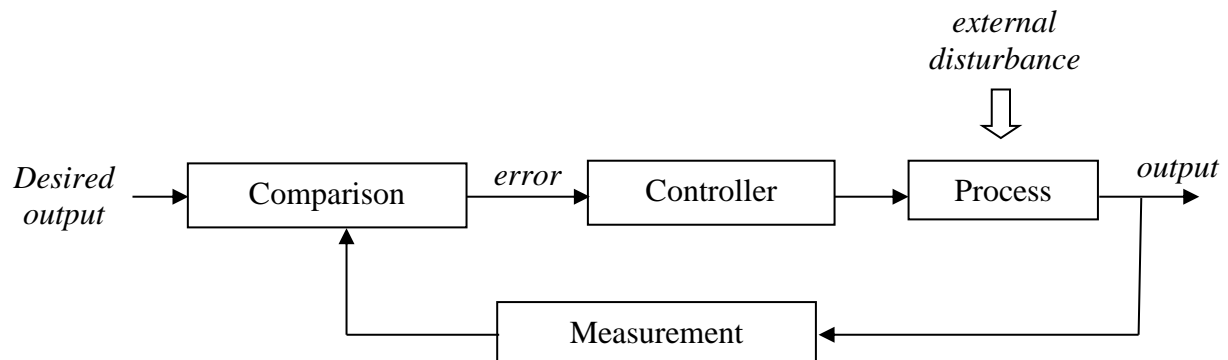 external
disturbance
Desired
output
Comparison
error
Controller
Process
output
Measurement